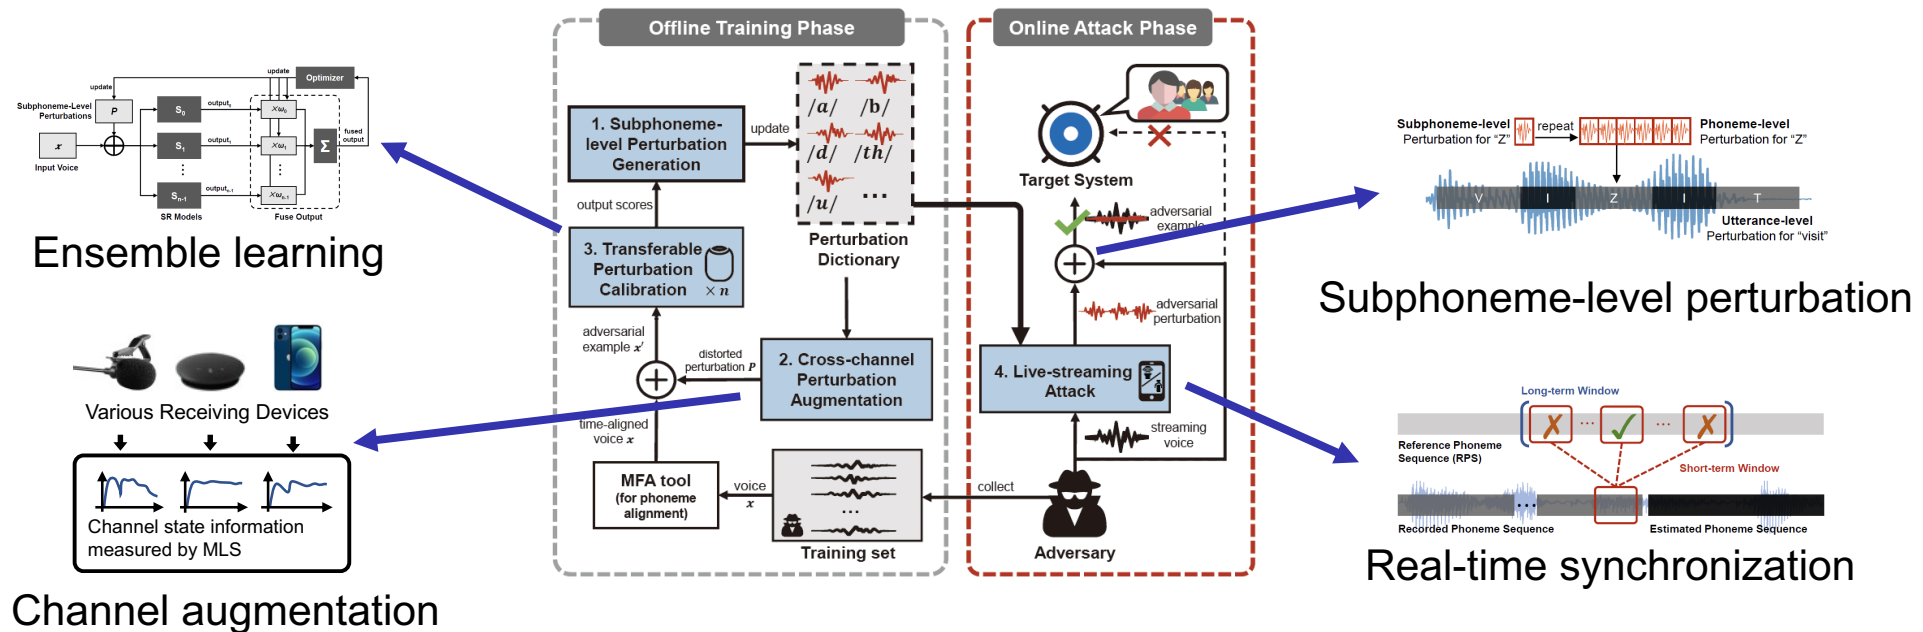 Offline Training Phase
Online Attack Phase
update
Optimizer
update
Subphoneme-Level
Perturbations
P
S0
output0
×ω0
x
Input Voice
S1
output1
×ω1
Σ
fused
output
⋮
⋮
Sn-1
outputn-1
×ωn-1
SR Models
Fuse Output
Ensemble learning
Various Receiving Devices
Channel state information
measured by MLS
Channel augmentation
1. Subphoneme-
level Perturbation
Generation
update
/a/ /b/
/d/ /th/
/u/ ...
Perturbation
Dictionary
output scores
3. Transferable
Perturbation
Calibration
× n
adversarial
example x′
distorted
perturbation P
2. Cross-channel
Perturbation
Augmentation
time-aligned
voice x
MFA tool
(for phoneme
alignment)
voice
x
...
Training set
collect
Target System
adversarial
example
adversarial
perturbation
4. Live-streaming
Attack
streaming
voice
Adversary
Subphoneme-level
Perturbation for “Z”
repeat
Phoneme-level
Perturbation for “Z”
V I Z I T
Utterance-level
Perturbation for “visit”
Subphoneme-level perturbation
Long-term Window
... ...
Reference Phoneme
Sequence (RPS)
Short-term Window
...
Recorded Phoneme Sequence
Estimated Phoneme Sequence
Real-time synchronization